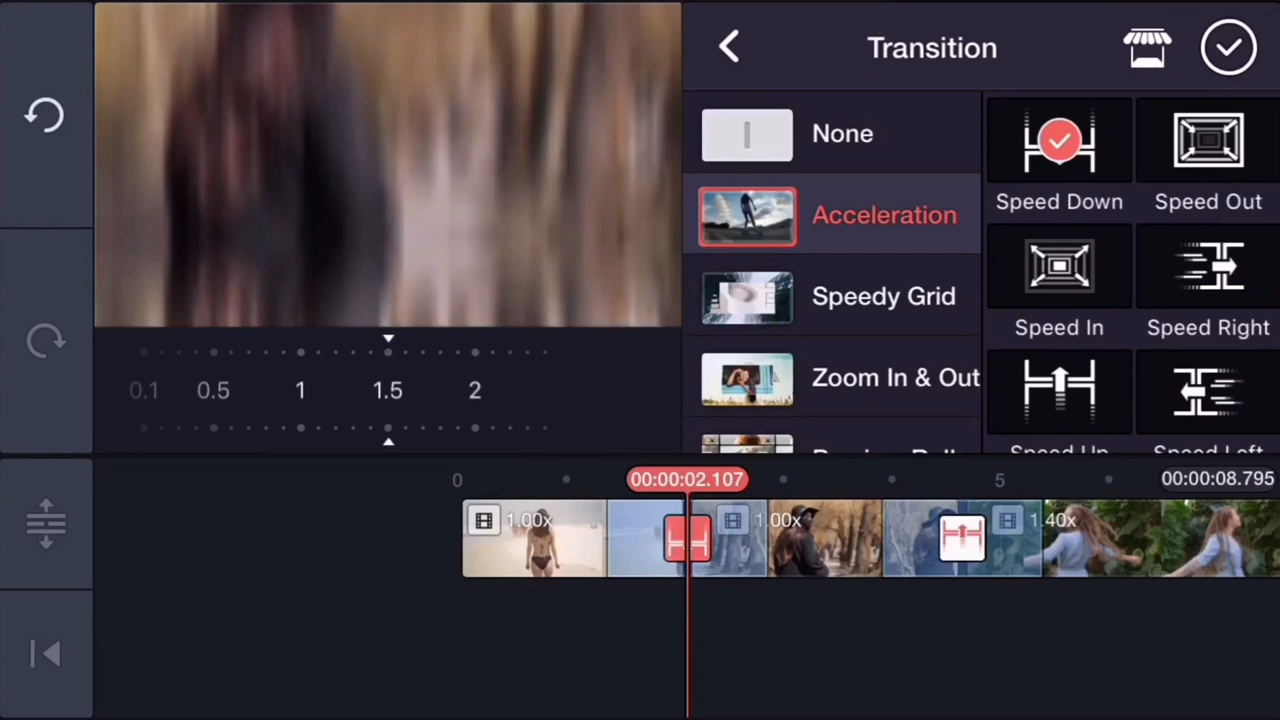 Transition
None
Acceleration
Speedy Grid
Zoom In & Out
Speed Down
Speed Out
Speed In
Speed Right
Speed Up
Speed Left
0.1 0.5 1 1.5 2
0 00:00:02.107 5 00:00:08.795
1.00x 1.00x 1.40x